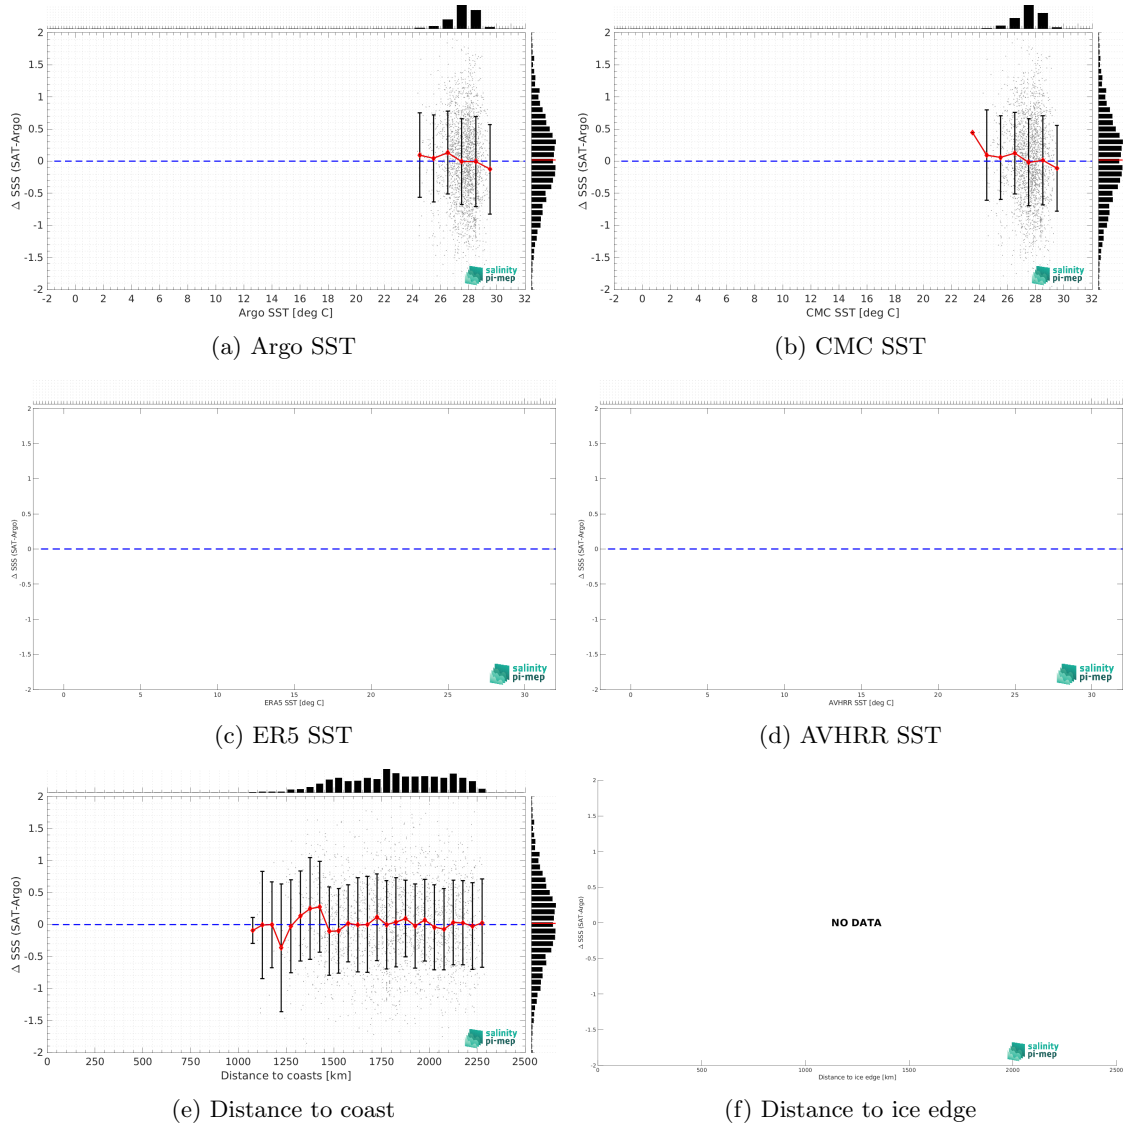 2
1.5
1
0.5
0
-0.5
-1
-1.5
-2
Δ SSS (SAT-Argo)
-2 0 2 4 6 8 10 12 14 16 18 20 22 24 26 28 30 32
Argo SST [deg C]
salinity
pi-mep
(a) Argo SST
2
1.5
1
0.5
0
-0.5
-1
-1.5
-2
Δ SSS (SAT-Argo)
-2 0 2 4 6 8 10 12 14 16 18 20 22 24 26 28 30 32
CMC SST [deg C]
salinity
pi-mep
(b) CMC SST
2
1.5
1
0.5
0
-0.5
-1
-1.5
-2
Δ SSS (SAT-Argo)
0 5 10 15 20 25 30
ERA5 SST [deg C]
salinity
pi-mep
(c) ER5 SST
2
1.5
1
0.5
0
-0.5
-1
-1.5
-2
Δ SSS (SAT-Argo)
0 5 10 15 20 25 30
AVHRR SST [deg C]
salinity
pi-mep
(d) AVHRR SST
2
1.5
1
0.5
0
-0.5
-1
-1.5
-2
Δ SSS (SAT-Argo)
0 250 500 750 1000 1250 1500 1750 2000 2250 2500
Distance to coasts [km]
salinity
pi-mep
(e) Distance to coast
2
1.5
1
0.5
0
-0.5
-1
-1.5
-2
Δ SSS (SAT-Argo)
NO DATA
0 500 1000 1500 2000 2500
Distance to ice edge [km]
salinity
pi-mep
(f) Distance to ice edge